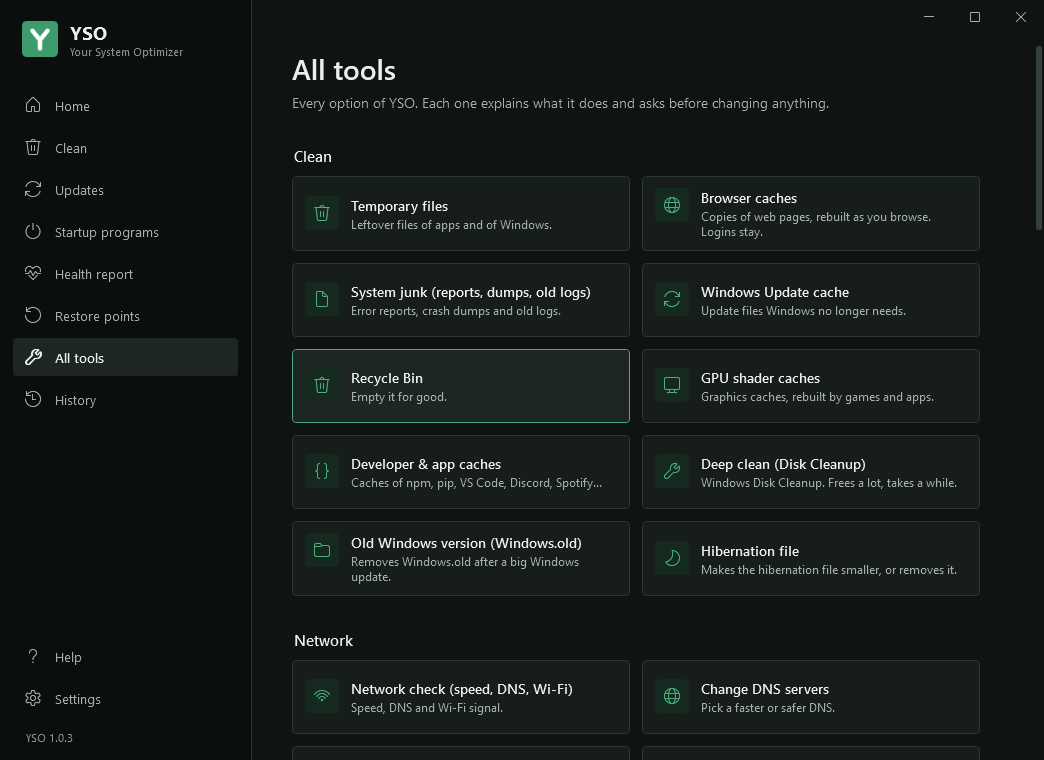 Y
YSO
Your System Optimizer
Home
Clean
Updates
Startup programs
Health report
Restore points
All tools
History
? Help
Settings
YSO 1.0.3
All tools
Every option of YSO. Each one explains what it does and asks before changing anything.
Clean
Temporary files
Leftover files of apps and of Windows.
Browser caches
Copies of web pages, rebuilt as you browse.
Logins stay.
System junk (reports, dumps, old logs)
Error reports, crash dumps and old logs.
Windows Update cache
Update files Windows no longer needs.
Recycle Bin
Empty it for good.
GPU shader caches
Graphics caches, rebuilt by games and apps.
{} Developer & app caches
Caches of npm, pip, VS Code, Discord, Spotify...
Deep clean (Disk Cleanup)
Windows Disk Cleanup. Frees a lot, takes a while.
Old Windows version (Windows.old)
Removes Windows.old after a big Windows
update.
Hibernation file
Makes the hibernation file smaller, or removes it.
Network
Network check (speed, DNS, Wi-Fi)
Speed, DNS and Wi-Fi signal.
Change DNS servers
Pick a faster or safer DNS.